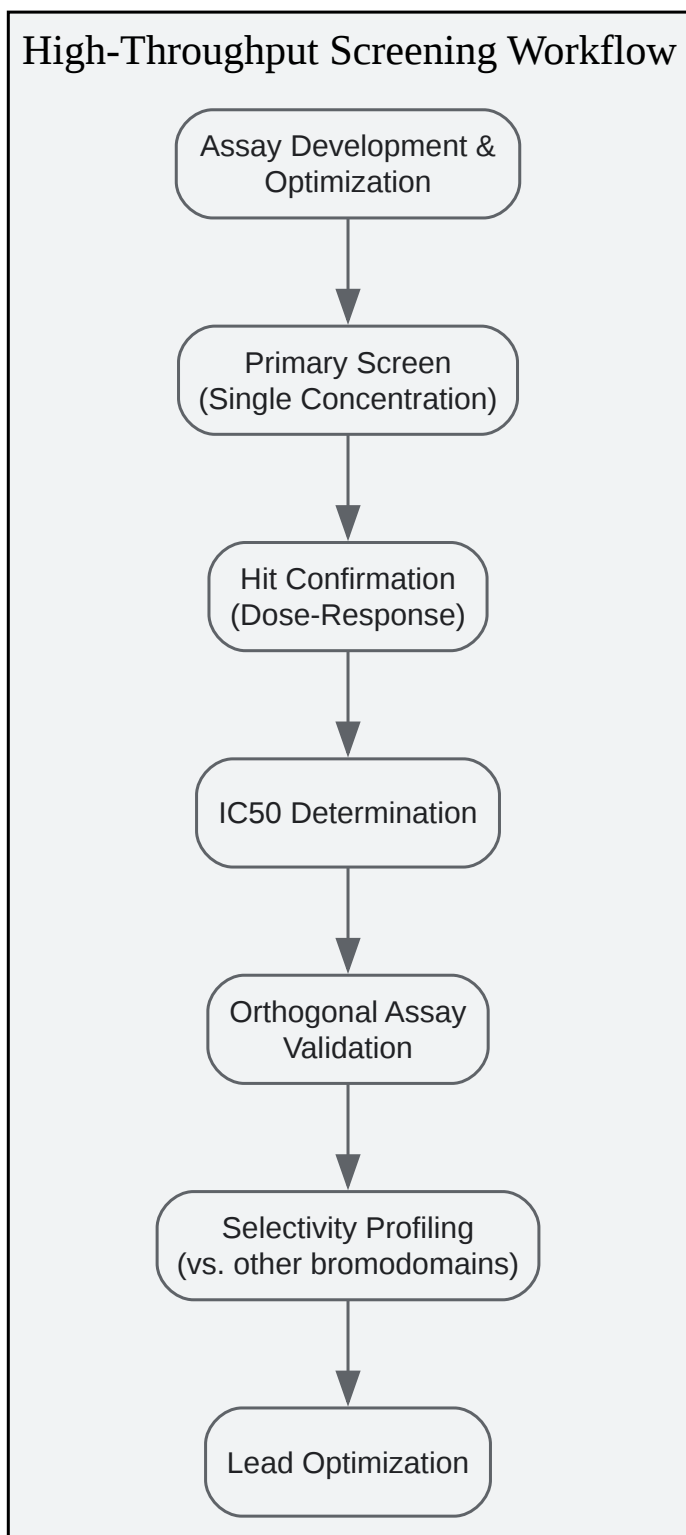 High-Throughput Screening Workflow
Assay Development &
Optimization
Primary Screen
(Single Concentration)
Hit Confirmation
(Dose-Response)
IC50 Determination
Orthogonal Assay
Validation
Selectivity Profiling
(vs. other bromodomains)
Lead Optimization